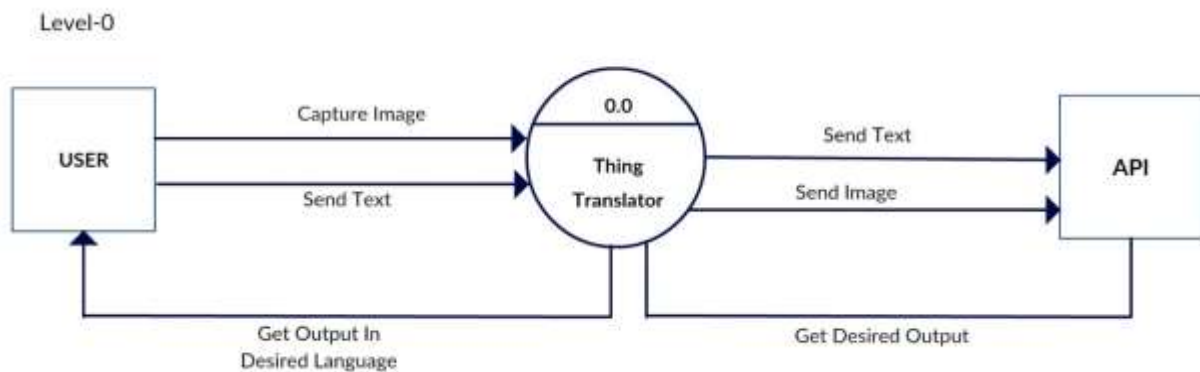 Level-0
USER
Capture Image
Send Text
0.0
Thing
Translator
Send Text
Send Image
API
Get Output In
Desired Language
Get Desired Output